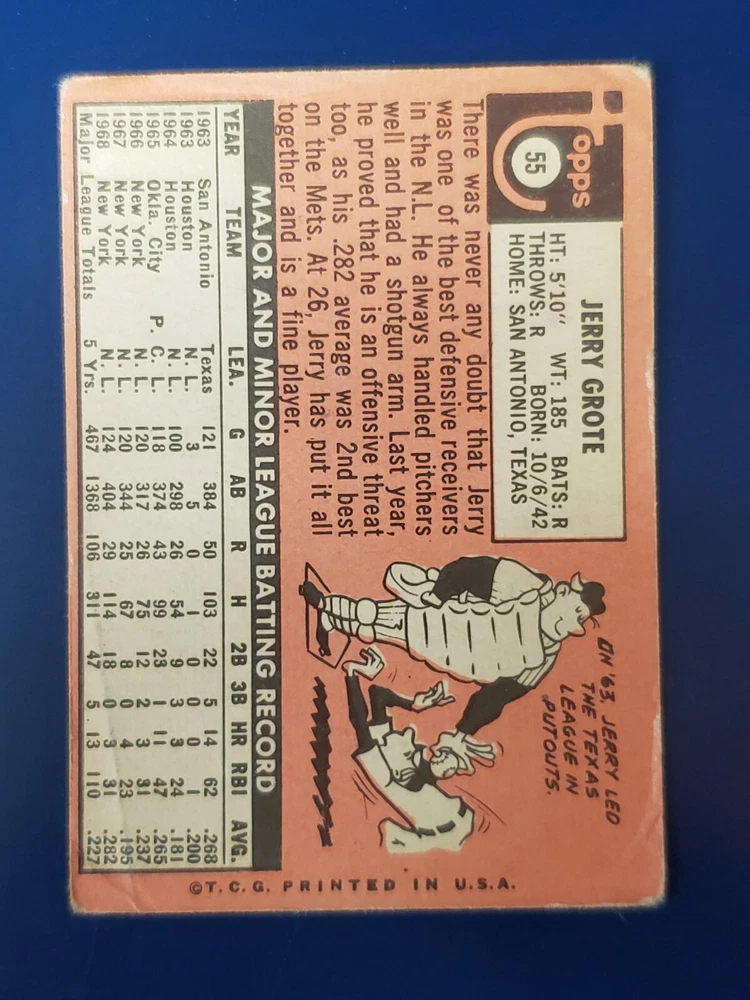 Topps
55
JERRY GROTE
HT: 5'10" WT: 185 BATS: R
THROWS: R BORN: 10/6/42
HOME: SAN ANTONIO, TEXAS
There was never any doubt that Jerry
was one of the best defensive receivers
in the N.L. He always handled pitchers
well and had a shotgun arm. Last year,
he proved that he is an offensive threat
too, as his .282 average was 2nd best
on the Mets. At 26, Jerry has put it all
together and is a fine player.
IN '63, JERRY LED
THE TEXAS
LEAGUE IN
PUTOUTS.
MAJOR AND MINOR LEAGUE BATTING RECORD
YEAR TEAM LEA. G AB R H 2B 3B HR RBI AVG.
1963 San Antonio Texas 121 384 50 103 22 5 14 62 .268
1963 Houston N. L. 3 5 0 1 0 0 0 1 .200
1964 Houston N. L. 100 298 26 54 9 3 3 24 .181
1965 Okla. City P. C. L. 118 374 43 99 23 1 11 47 .265
1966 New York N. L. 120 317 26 75 12 2 3 31 .237
1967 New York N. L. 120 344 25 67 8 0 4 23 .195
1968 New York N. L. 124 404 29 114 18 0 3 31 .282
Major League Totals 5 Yrs. 467 1368 106 311 47 5 13 110 .227
©T.C.G. PRINTED IN U.S.A.